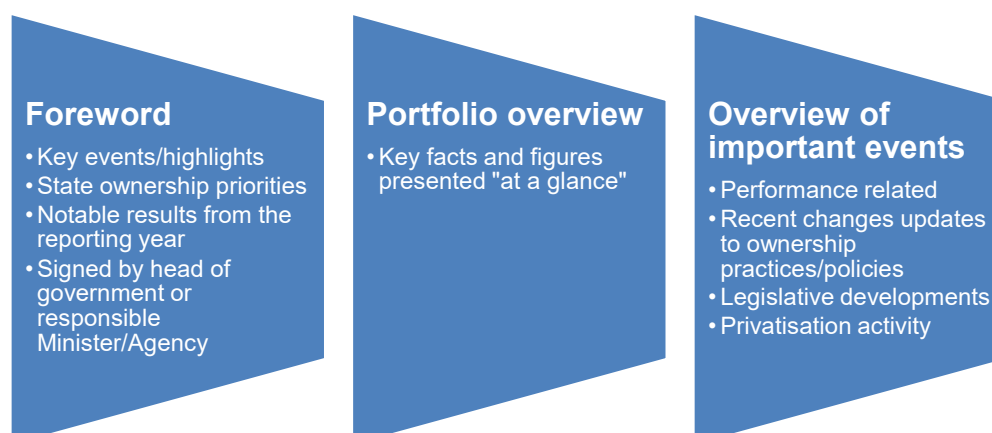 Foreword
• Key events/highlights
• State ownership priorities
• Notable results from the
reporting year
• Signed by head of
government or
responsible
Minister/Agency
Portfolio overview
• Key facts and figures
presented "at a glance"
Overview of
important events
• Performance related
• Recent changes updates
to ownership
practices/policies
• Legislative developments
• Privatisation activity